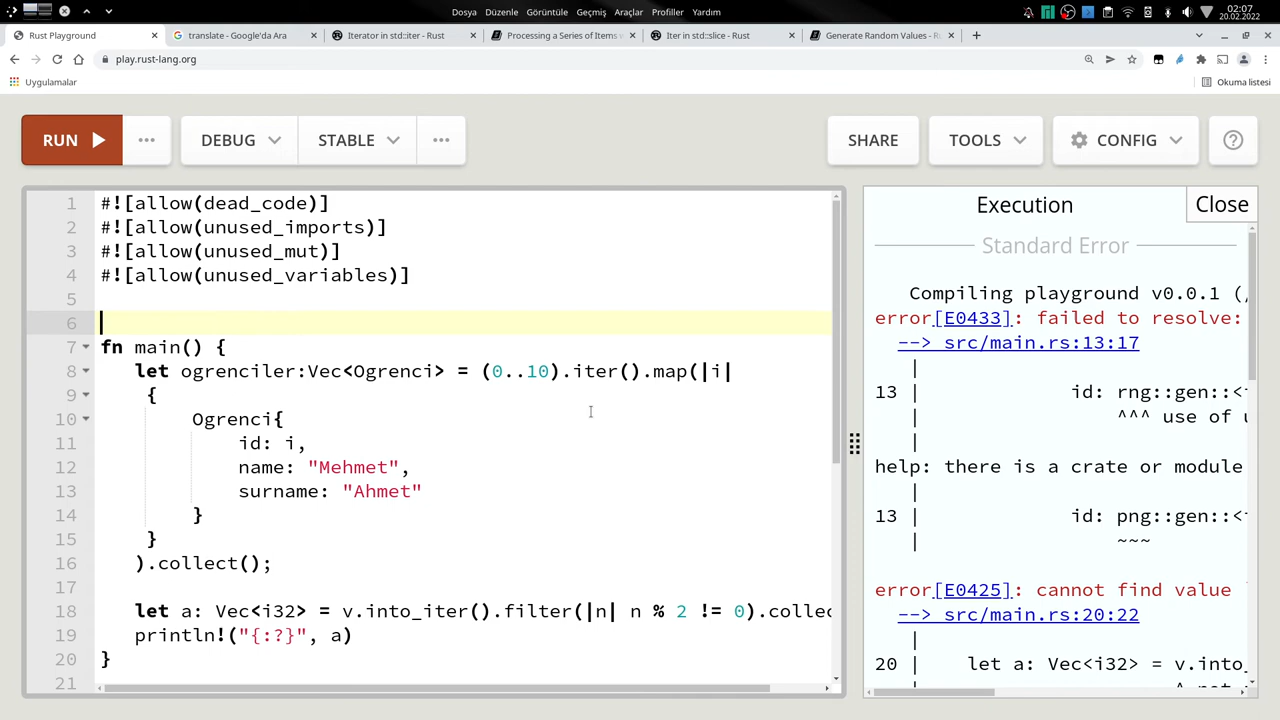 Dosya Düzenle Görüntüle Geçmiş Araçlar Profiller Yardım
02:07
20.02.2022
Rust Playground
translate - Google'da Ara
Iterator in std::iter - Rust
Processing a Series of Items
Iter in std::slice - Rust
Generate Random Values - R
play.rust-lang.org
Uygulamalar
Okuma listesi
RUN
DEBUG
STABLE
SHARE
TOOLS
CONFIG
1 #![allow(dead_code)]
2 #![allow(unused_imports)]
3 #![allow(unused_mut)]
4 #![allow(unused_variables)]
5
6
7 fn main() {
8 let ogrenciler:Vec<Ogrenci> = (0..10).iter().map(|i|
9 {
10 Ogrenci{
11 id: i,
12 name: "Mehmet",
13 surname: "Ahmet"
14 }
15 }
16 ).collect();
17
18 let a: Vec<i32> = v.into_iter().filter(|n| n % 2 != 0).collec
19 println!("{:?}", a)
20 }
21
Execution
Close
Standard Error
Compiling playground v0.0.1 (/
error[E0433]: failed to resolve:
--> src/main.rs:13:17
|
13 | id: rng::gen::<
^^^ use of u
|
help: there is a crate or module
|
13 | id: png::gen::<
| ~~~
error[E0425]: cannot find value
--> src/main.rs:20:22
|
20 | let a: Vec<i32> = v.into_